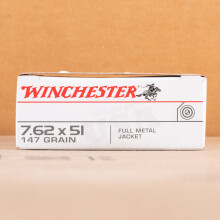 WINCHESTER
7.62 x 51
147 GRAIN
FULL METAL
JACKET